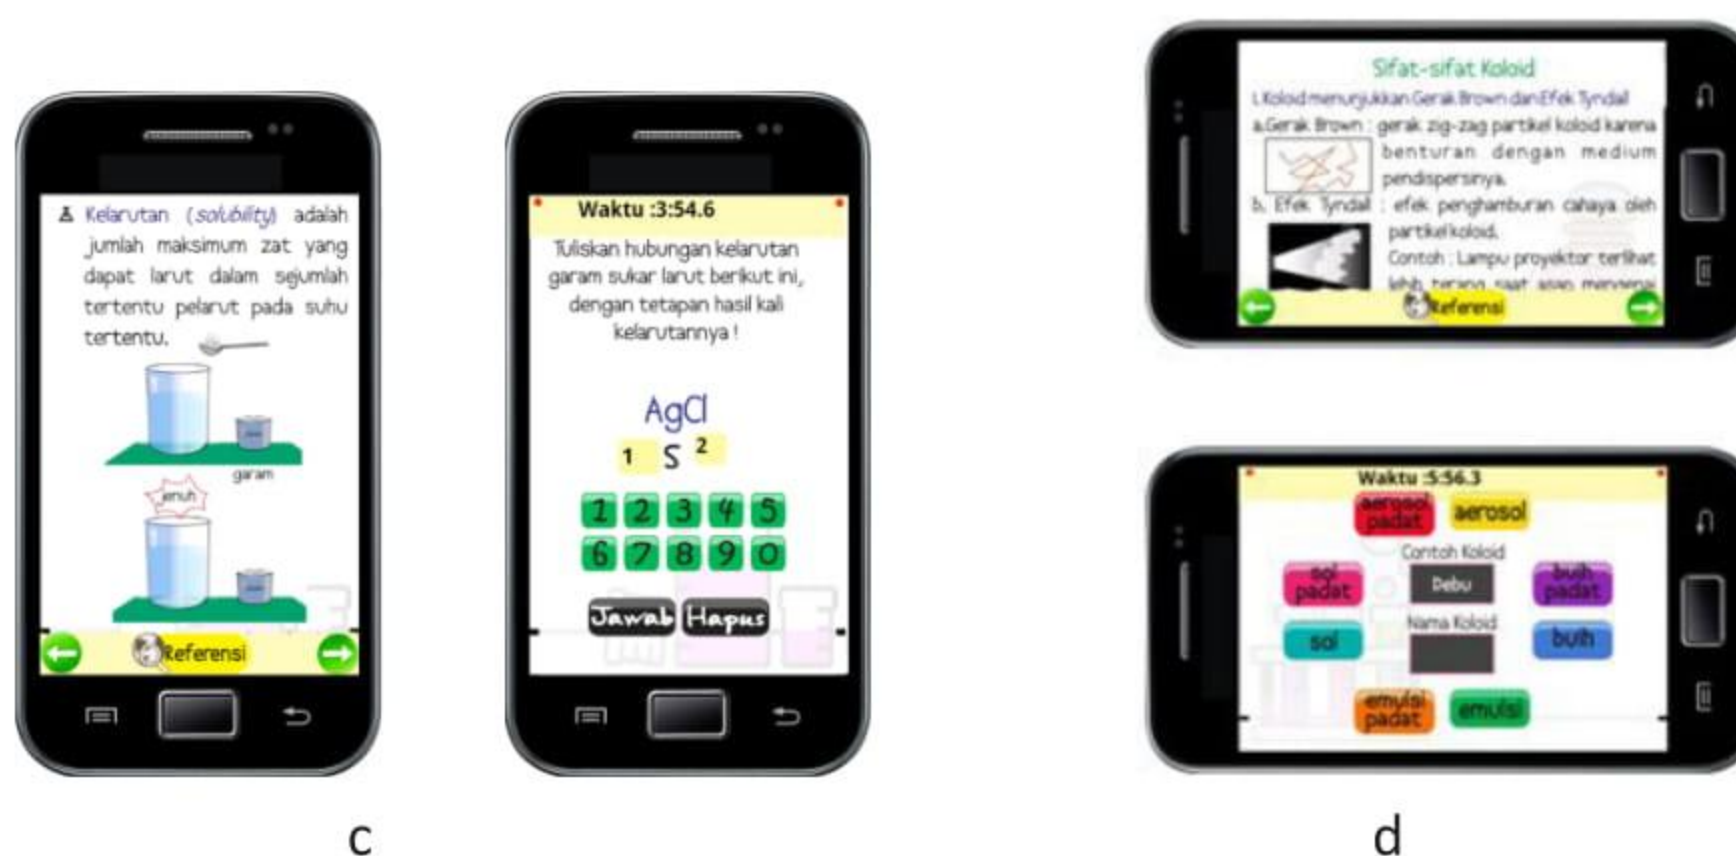 Kelarutan (solubility) adalah
jumlah maksimum zat yang
dapat larut dalam sejumlah
tertentu pelarut pada suhu
tertentu.
garam
jenuh
Referensi
Waktu :3:54.6
Tuliskan hubungan kelarutan
garam sukar larut berikut ini,
dengan tetapan hasil kali
kelarutannya !
AgCl
1 S 2
1 2 3 4 5
6 7 8 9 0
Jawab Hapus
c
Sifat-sifat Koloid
1. Koloid menunjukkan Gerak Brown dan Efek Tyndall
a.Gerak Brown : gerak zig-zag partikel koloid karena
benturan dengan medium
pendispersinya.
b. Efek Tyndall : efek penghamburan cahaya oleh
partikel koloid.
Contoh : Lampu proyektor terlihat
lebih terang saat asap mengenai
Referensi
Waktu :5:56.3
aerosol padat
aerosol
Contoh Koloid
sol padat
Debu
buih padat
Nama Koloid
sol
buih
emulsi padat
emulsi
d